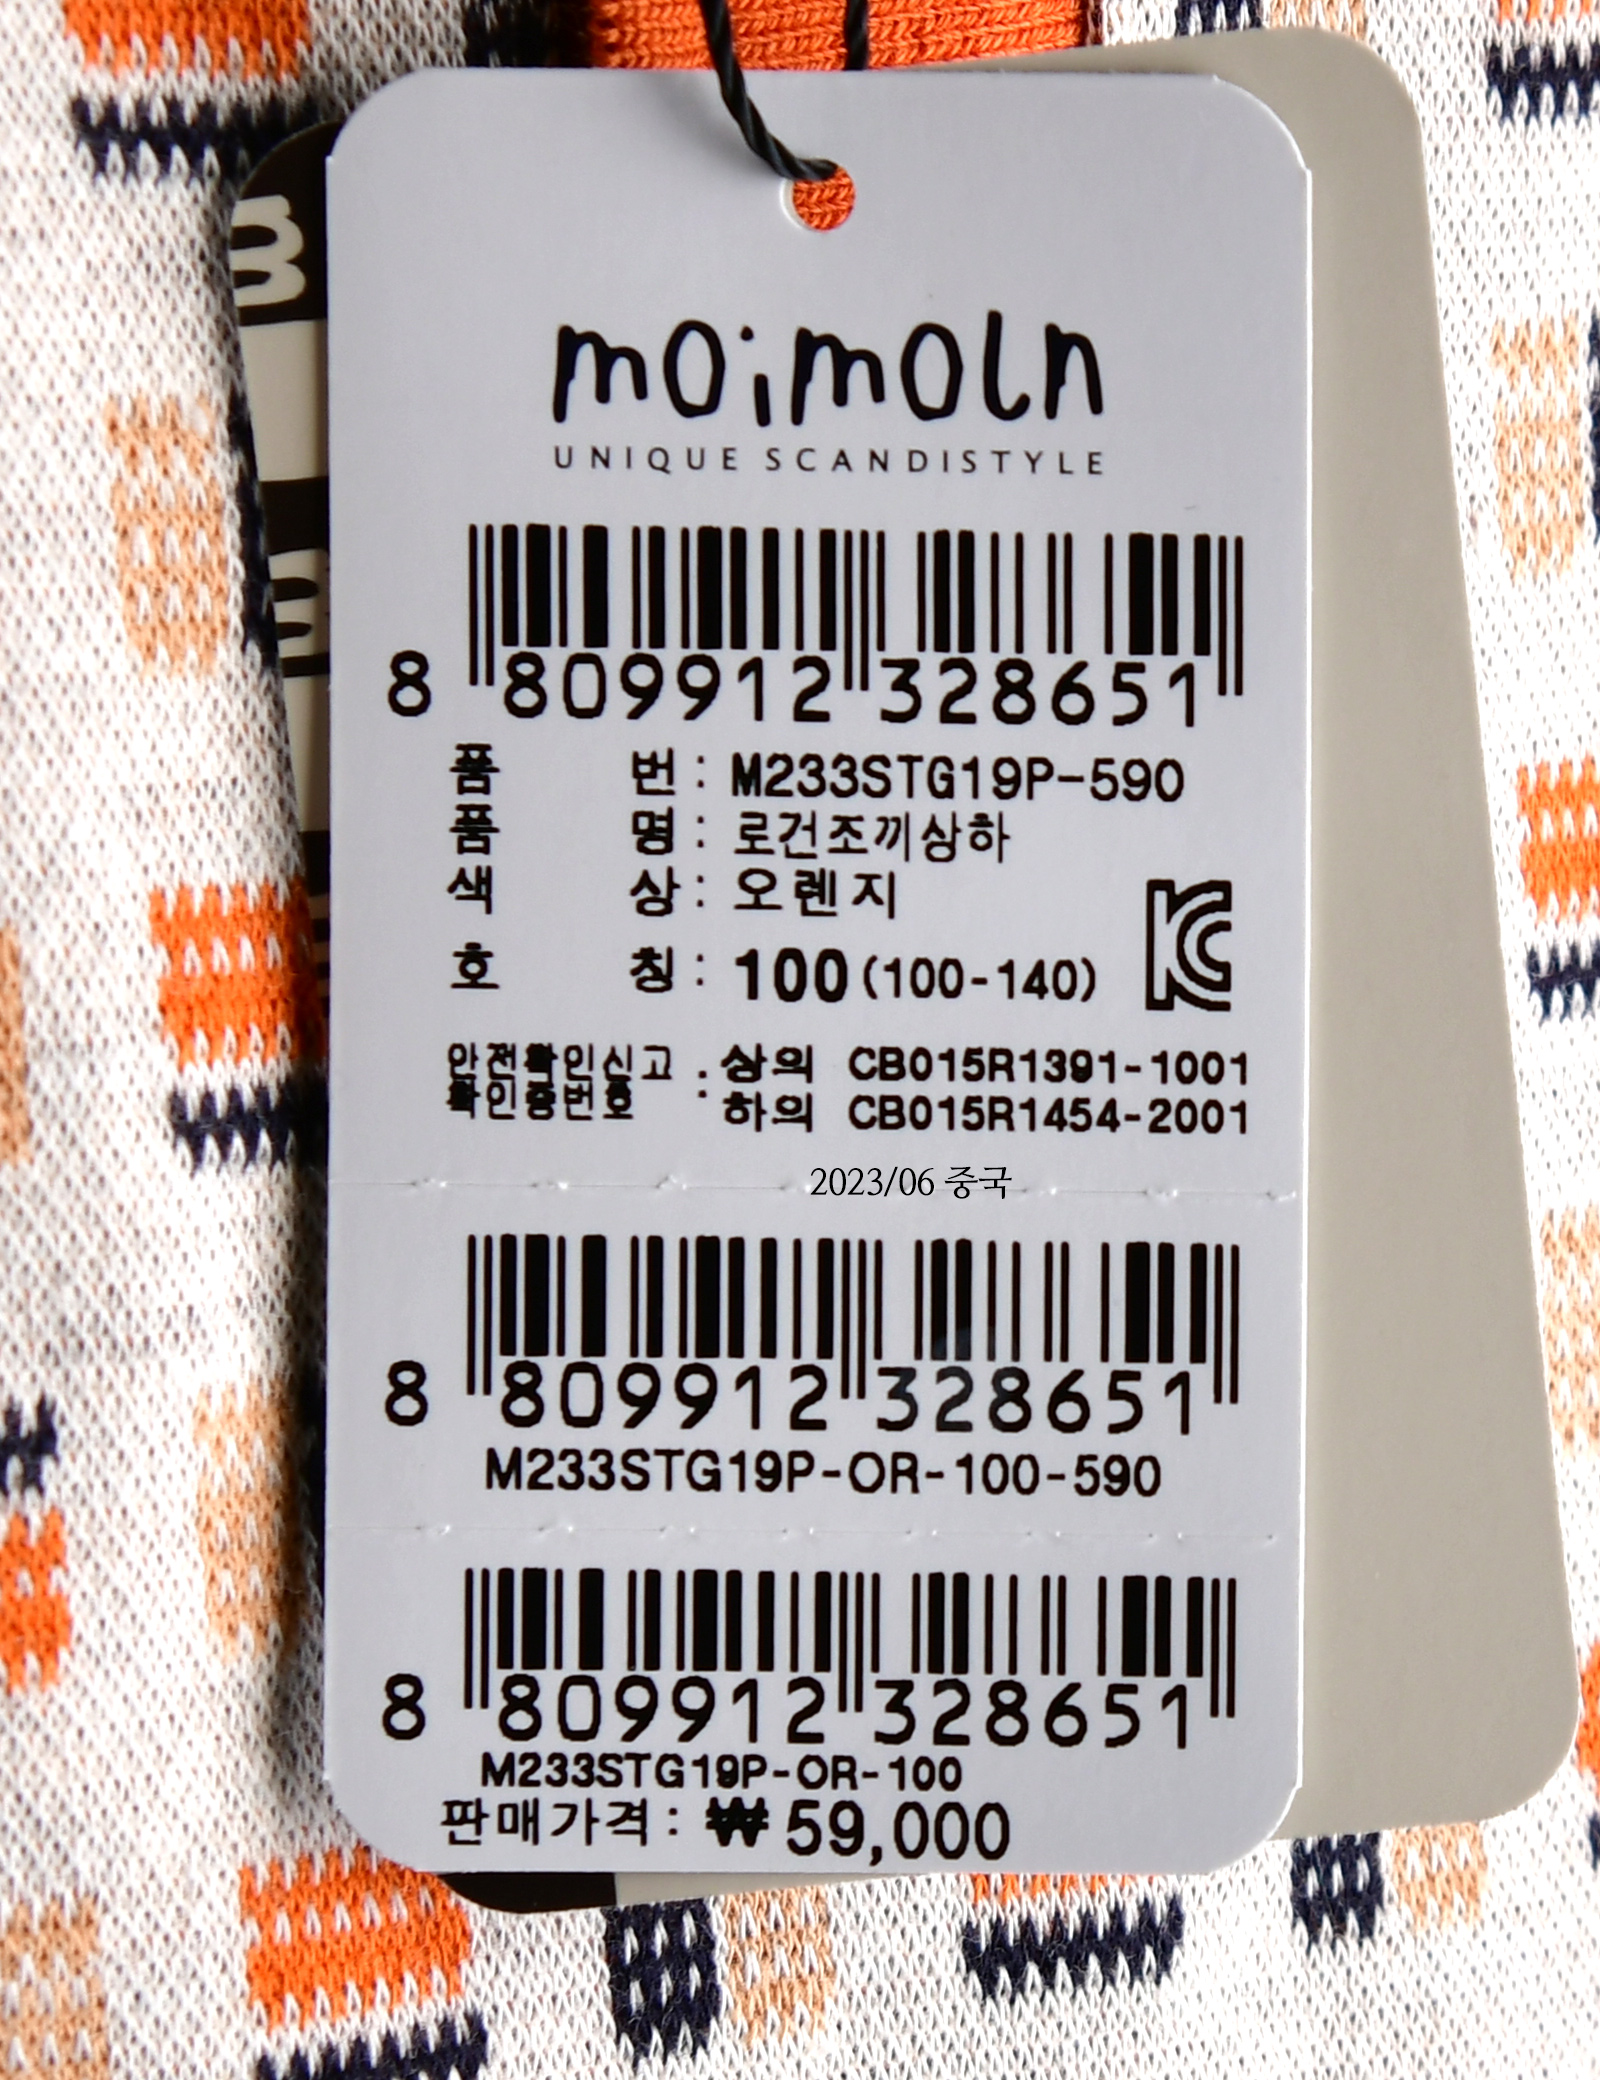 moimoln
UNIQUE SCANDISTYLE
8 809912 328651
품 번 : M233STG19P-590
품 명 : 로건조끼상하
색 상 : 오렌지
호 칭 : 100 (100-140)
안전확인신고 확인증번호 : 상의 CB015R1391-1001
하의 CB015R1454-2001
2023/06 중국
8 809912 328651
M233STG19P-OR-100-590
8 809912 328651
M233STG19P-OR-100
판매가격 : ₩ 59,000